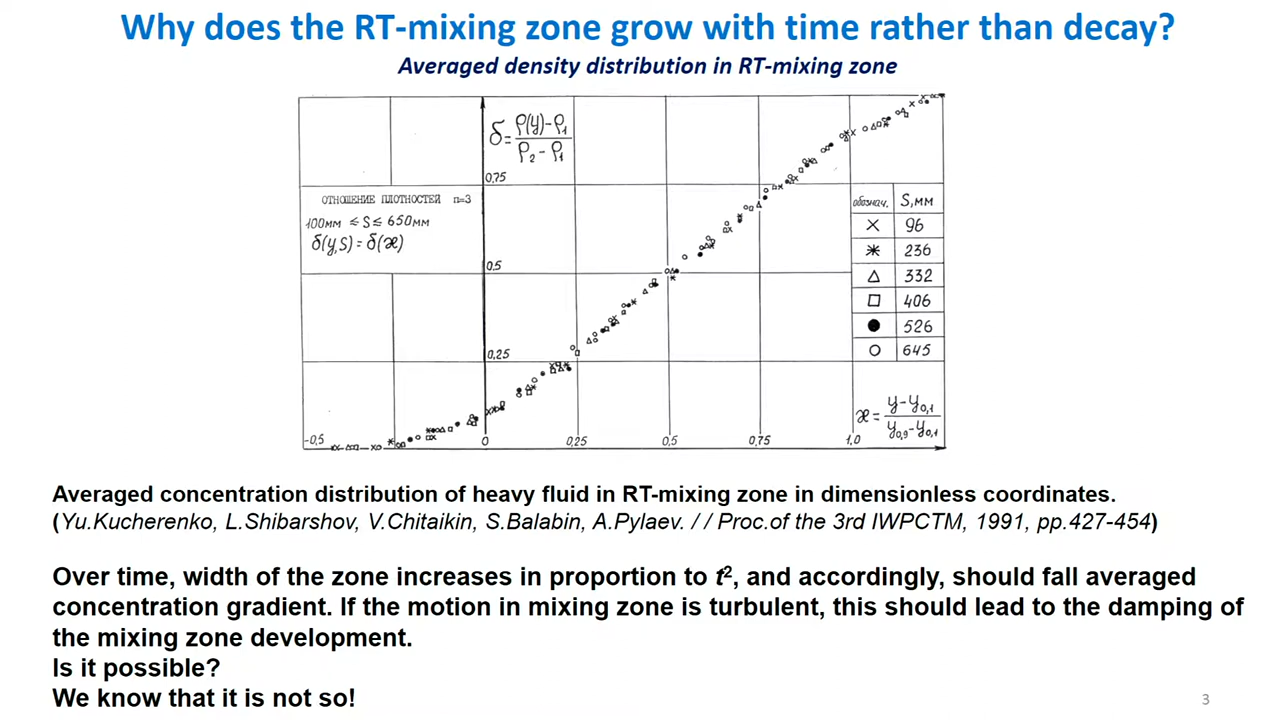 Why does the RT-mixing zone grow with time rather than decay?
Averaged density distribution in RT-mixing zone
δ = ρ(y)-ρ₁ / ρ₂ - ρ₁
0,75
ОТНОШЕНИЕ ПЛОТНОСТЕЙ n=3
100мм ≤ S ≤ 650мм
δ(y,S) = δ(æ)
обознач. S,мм
× 96
✳ 236
△ 332
□ 406
● 526
○ 645
0,5
0,25
æ = y-y₀,₁ / y₀,₉-y₀,₁
-0,5 0 0,25 0,5 0,75 1,0
Averaged concentration distribution of heavy fluid in RT-mixing zone in dimensionless coordinates.
(Yu.Kucherenko, L.Shibarshov, V.Chitaikin, S.Balabin, A.Pylaev. / / Proc.of the 3rd IWPCTM, 1991, pp.427-454)
Over time, width of the zone increases in proportion to t², and accordingly, should fall averaged
concentration gradient. If the motion in mixing zone is turbulent, this should lead to the damping of
the mixing zone development.
Is it possible?
We know that it is not so!
3